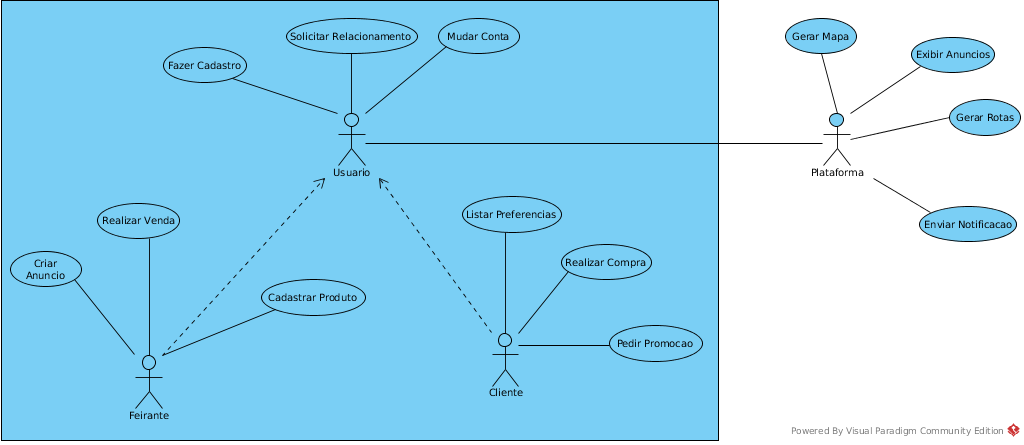 Solicitar Relacionamento
Mudar Conta
Gerar Mapa
Fazer Cadastro
Exibir Anuncios
Gerar Rotas
Usuario
Plataforma
Realizar Venda
Listar Preferencias
Enviar Notificacao
Criar
Anuncio
Realizar Compra
Cadastrar Produto
Pedir Promocao
Cliente
Feirante
Powered By Visual Paradigm Community Edition